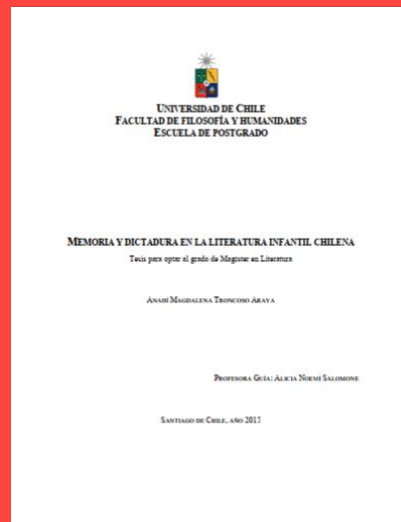 UNIVERSIDAD DE CHILE
FACULTAD DE FILOSOFÍA Y HUMANIDADES
ESCUELA DE POSTGRADO
MEMORIA Y DICTADURA EN LA LITERATURA INFANTIL CHILENA
Tesis para optar al grado de Magíster en Literatura
ANAHÍ MAGDALENA TRONCOSO ARAYA
PROFESORA GUÍA: ALICIA NOEMÍ SALOMONE
SANTIAGO DE CHILE, AÑO 2015